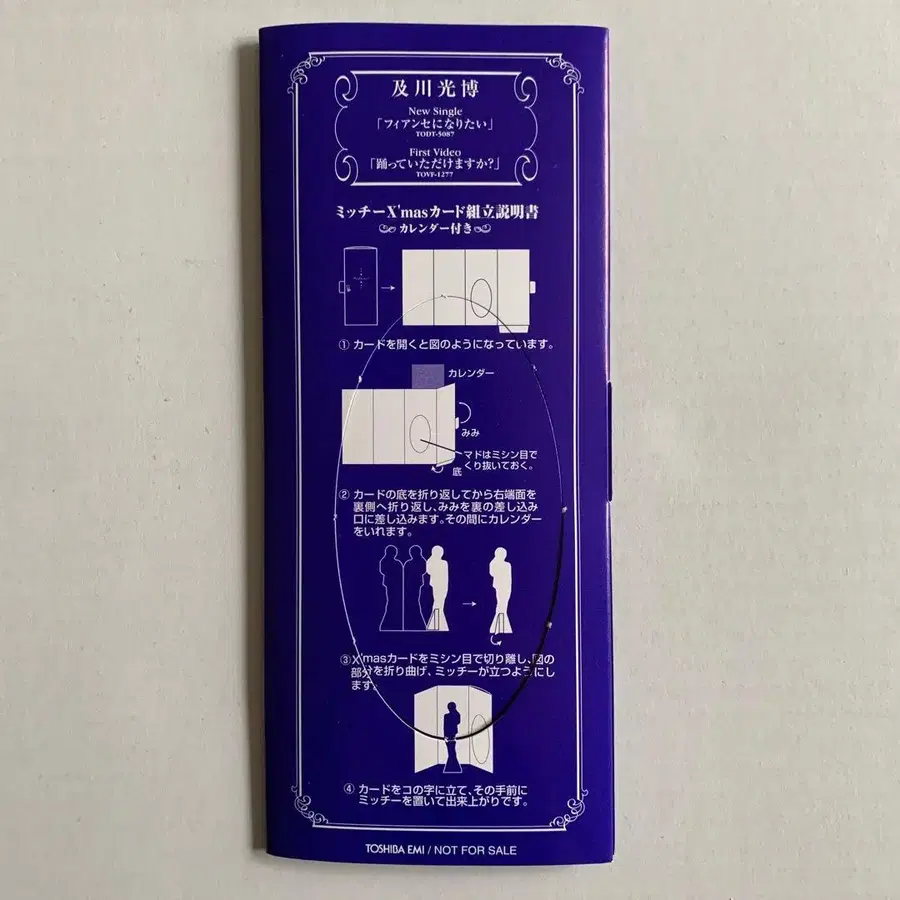 及川光博
New Single
「フィアンセになりたい」
TODT-5087
First Video
「踊っていただけますか?」
TOVF-1277
ミッチーX'masカード組立説明書
カレンダー付き
① カードを開くと図のようになっています。
カレンダー
みみ
マドはミシン目で
くり抜いておく。
底
② カードの底を折り返してから右端面を
裏側へ折り返し、みみを裏の差し込み
口に差し込みます。その間にカレンダー
をいれます。
③X'masカードをミシン目で切り離し、図の
部分を折り曲げ、ミッチーが立つようにし
ます。
④ カードをコの字に立て、その手前に
ミッチーを置いて出来上がりです。
TOSHIBA EMI / NOT FOR SALE